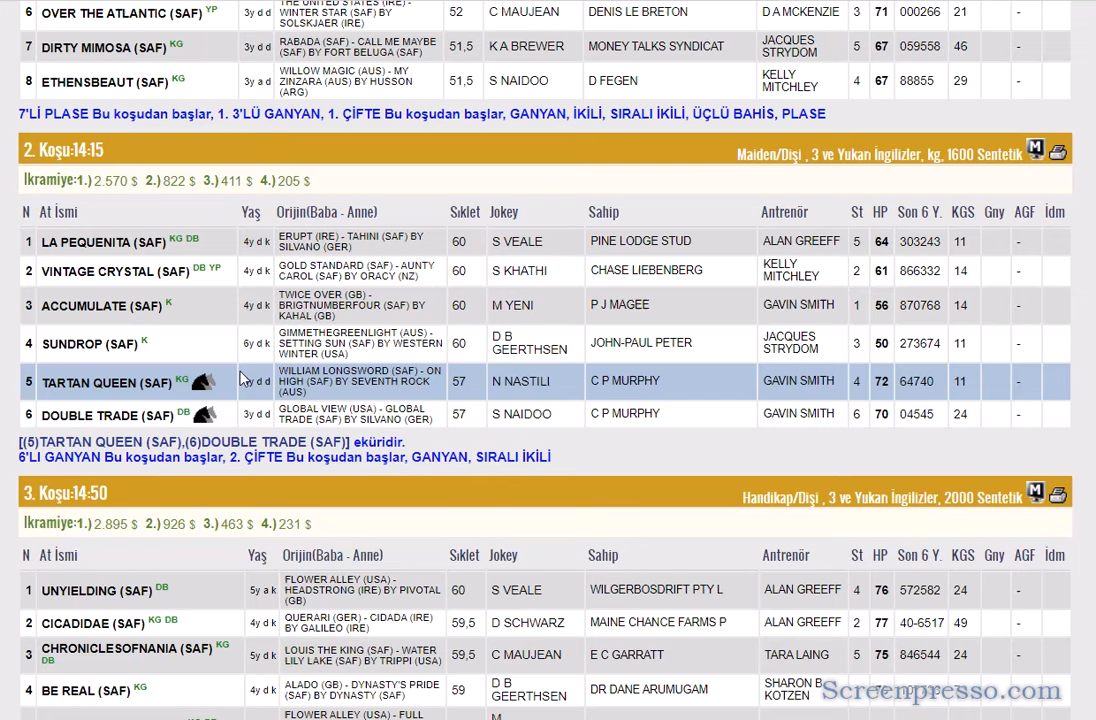 6 OVER THE ATLANTIC (SAF) YP 3y d d WINTER STAR (SAF) BY SOLSKJAER (IRE) 52 C MAUJEAN DENIS LE BRETON D A MCKENZIE 3 71 000266 21 -
7 DIRTY MIMOSA (SAF) KG 3y d d RABADA (SAF) - CALL ME MAYBE (SAF) BY FORT BELUGA (SAF) 51,5 K A BREWER MONEY TALKS SYNDICAT JACQUES STRYDOM 5 67 059558 46 -
8 ETHENSBEAUT (SAF) KG 3y a d WILLOW MAGIC (AUS) - MY ZINZARA (AUS) BY HUSSON (ARG) 51,5 S NAIDOO D FEGEN KELLY MITCHLEY 4 67 88855 29 -
7'Lİ PLASE Bu koşudan başlar, 1. 3'LÜ GANYAN, 1. ÇİFTE Bu koşudan başlar, GANYAN, İKİLİ, SIRALI İKİLİ, ÜÇLÜ BAHİS, PLASE
2. Koşu:14:15 Maiden/Dişi , 3 ve Yukarı İngilizler, kg, 1600 Sentetik M
İkramiye:1.) 2.570 $ 2.) 822 $ 3.) 411 $ 4.) 205 $
N At İsmi Yaş Orijin(Baba - Anne) Sıklet Jokey Sahip Antrenör St HP Son 6 Y. KGS Gny AGF İdm
1 LA PEQUENITA (SAF) KG DB 4y d k ERUPT (IRE) - TAHINI (SAF) BY SILVANO (GER) 60 S VEALE PINE LODGE STUD ALAN GREEFF 5 64 303243 11 -
2 VINTAGE CRYSTAL (SAF) DB YP 4y d k GOLD STANDARD (SAF) - AUNTY CAROL (SAF) BY ORACY (NZ) 60 S KHATHI CHASE LIEBENBERG KELLY MITCHLEY 2 61 866332 14 -
3 ACCUMULATE (SAF) K 4y d k TWICE OVER (GB) - BRIGTNUMBERFOUR (SAF) BY KAHAL (GB) 60 M YENI P J MAGEE GAVIN SMITH 1 56 870768 14 -
4 SUNDROP (SAF) K 6y d k GIMMETHEGREENLIGHT (AUS) - SETTING SUN (SAF) BY WESTERN WINTER (USA) 60 D B GEERTHSEN JOHN-PAUL PETER JACQUES STRYDOM 3 50 273674 11 -
5 TARTAN QUEEN (SAF) KG y d d WILLIAM LONGSWORD (SAF) - ON HIGH (SAF) BY SEVENTH ROCK (AUS) 57 N NASTILI C P MURPHY GAVIN SMITH 4 72 64740 11 -
6 DOUBLE TRADE (SAF) DB 3y d d GLOBAL VIEW (USA) - GLOBAL TRADE (SAF) BY SILVANO (GER) 57 S NAIDOO C P MURPHY GAVIN SMITH 6 70 04545 24 -
[(5)TARTAN QUEEN (SAF),(6)DOUBLE TRADE (SAF)] eküridir.
6'LI GANYAN Bu koşudan başlar, 2. ÇİFTE Bu koşudan başlar, GANYAN, SIRALI İKİLİ
3. Koşu:14:50 Handikap/Dişi , 3 ve Yukarı İngilizler, 2000 Sentetik M
İkramiye:1.) 2.895 $ 2.) 926 $ 3.) 463 $ 4.) 231 $
N At İsmi Yaş Orijin(Baba - Anne) Sıklet Jokey Sahip Antrenör St HP Son 6 Y. KGS Gny AGF İdm
1 UNYIELDING (SAF) DB 5y a k FLOWER ALLEY (USA) - HEADSTRONG (IRE) BY PIVOTAL (GB) 60 S VEALE WILGERBOSDRIFT PTY L ALAN GREEFF 4 76 572582 24 -
2 CICADIDAE (SAF) KG DB 4y d k QUERARI (GER) - CIDADA (IRE) BY GALILEO (IRE) 59,5 D SCHWARZ MAINE CHANCE FARMS P ALAN GREEFF 2 77 40-6517 49 -
3 CHRONICLESOFNANIA (SAF) KG DB 5y d k LOUIS THE KING (SAF) - WATER LILY LAKE (SAF) BY TRIPPI (USA) 59,5 C MAUJEAN E C GARRATT TARA LAING 5 75 846544 24 -
4 BE REAL (SAF) KG 4y d k ALADO (GB) - DYNASTY'S PRIDE (SAF) BY DYNASTY (SAF) 59 D B GEERTHSEN DR DANE ARUMUGAM SHARON B KOTZEN
FLOWER ALLEY (USA) - FULL M
Screenpresso.com